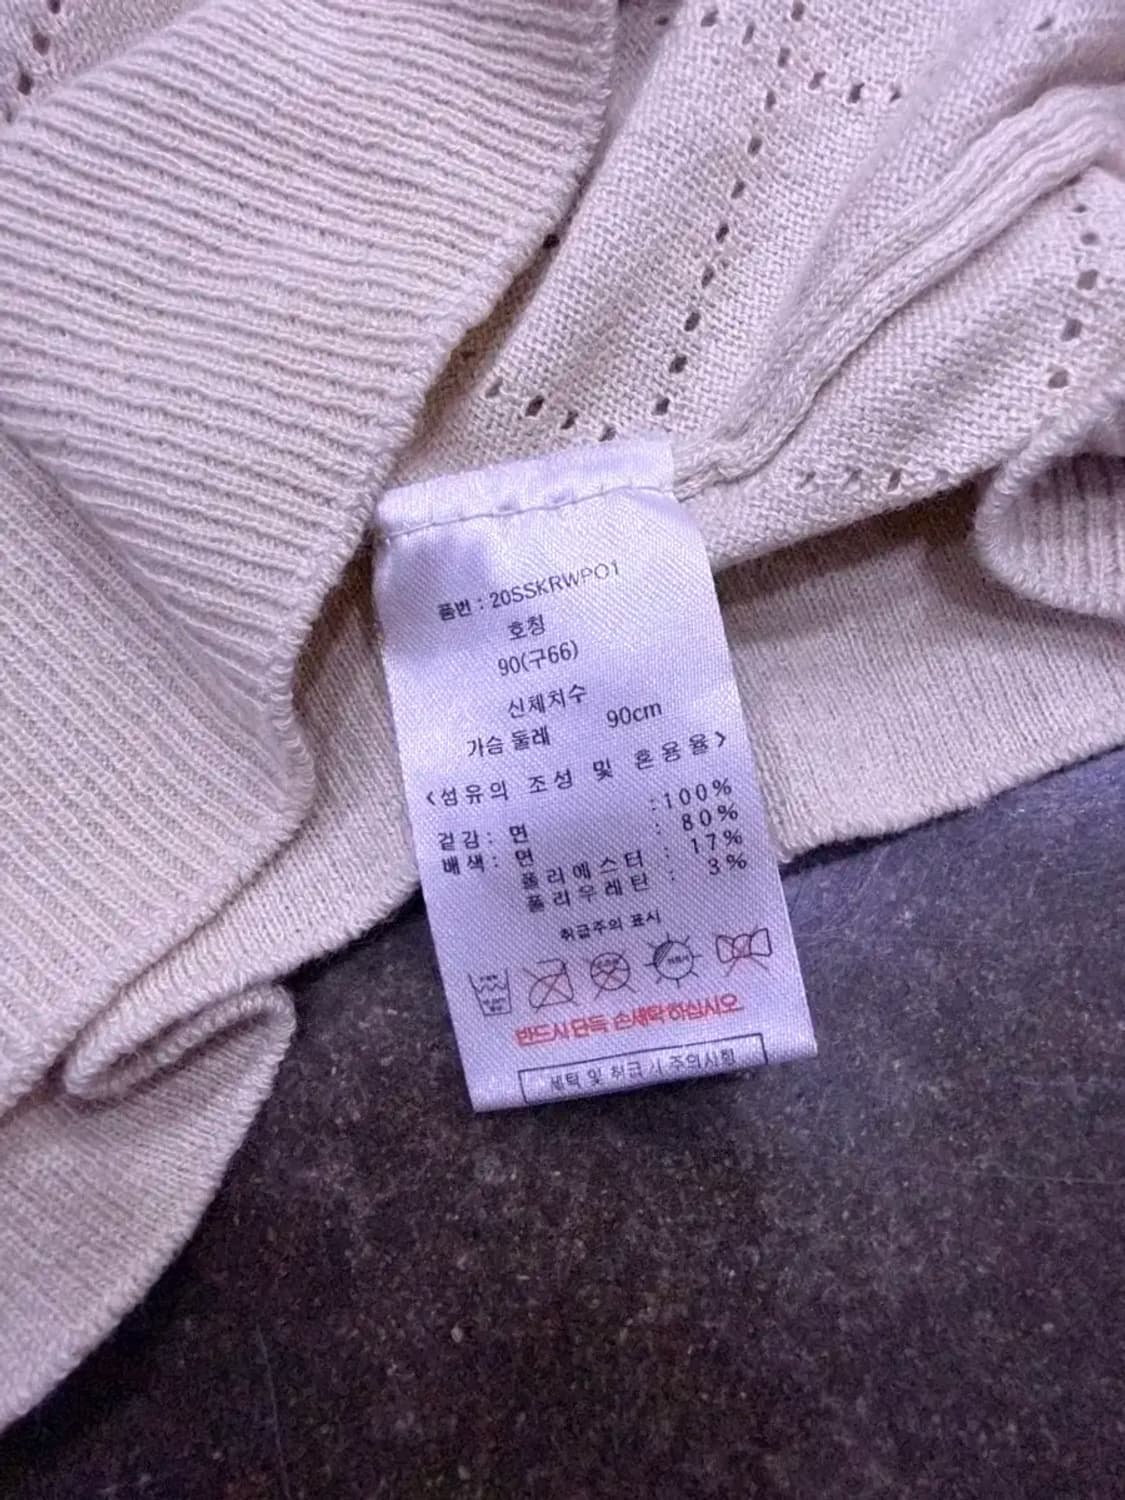 품번 : 20SSKRWPO1
호칭
90(구66)
신체치수
가슴 둘레 90cm
<섬유의 조성 및 혼용율>
겉감 : 면 : 100%
배색 : 면 : 80%
폴리에스터 : 17%
폴리우레탄 : 3%
취급주의 표시
반드시 단독 손세탁 하십시오
세탁 및 취급시 주의사항